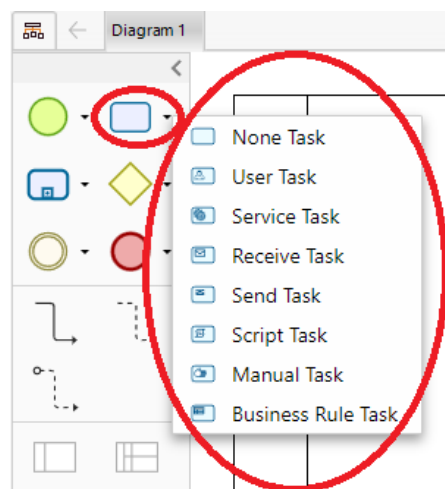 Diagram 1
None Task
User Task
Service Task
Receive Task
Send Task
Script Task
Manual Task
Business Rule Task